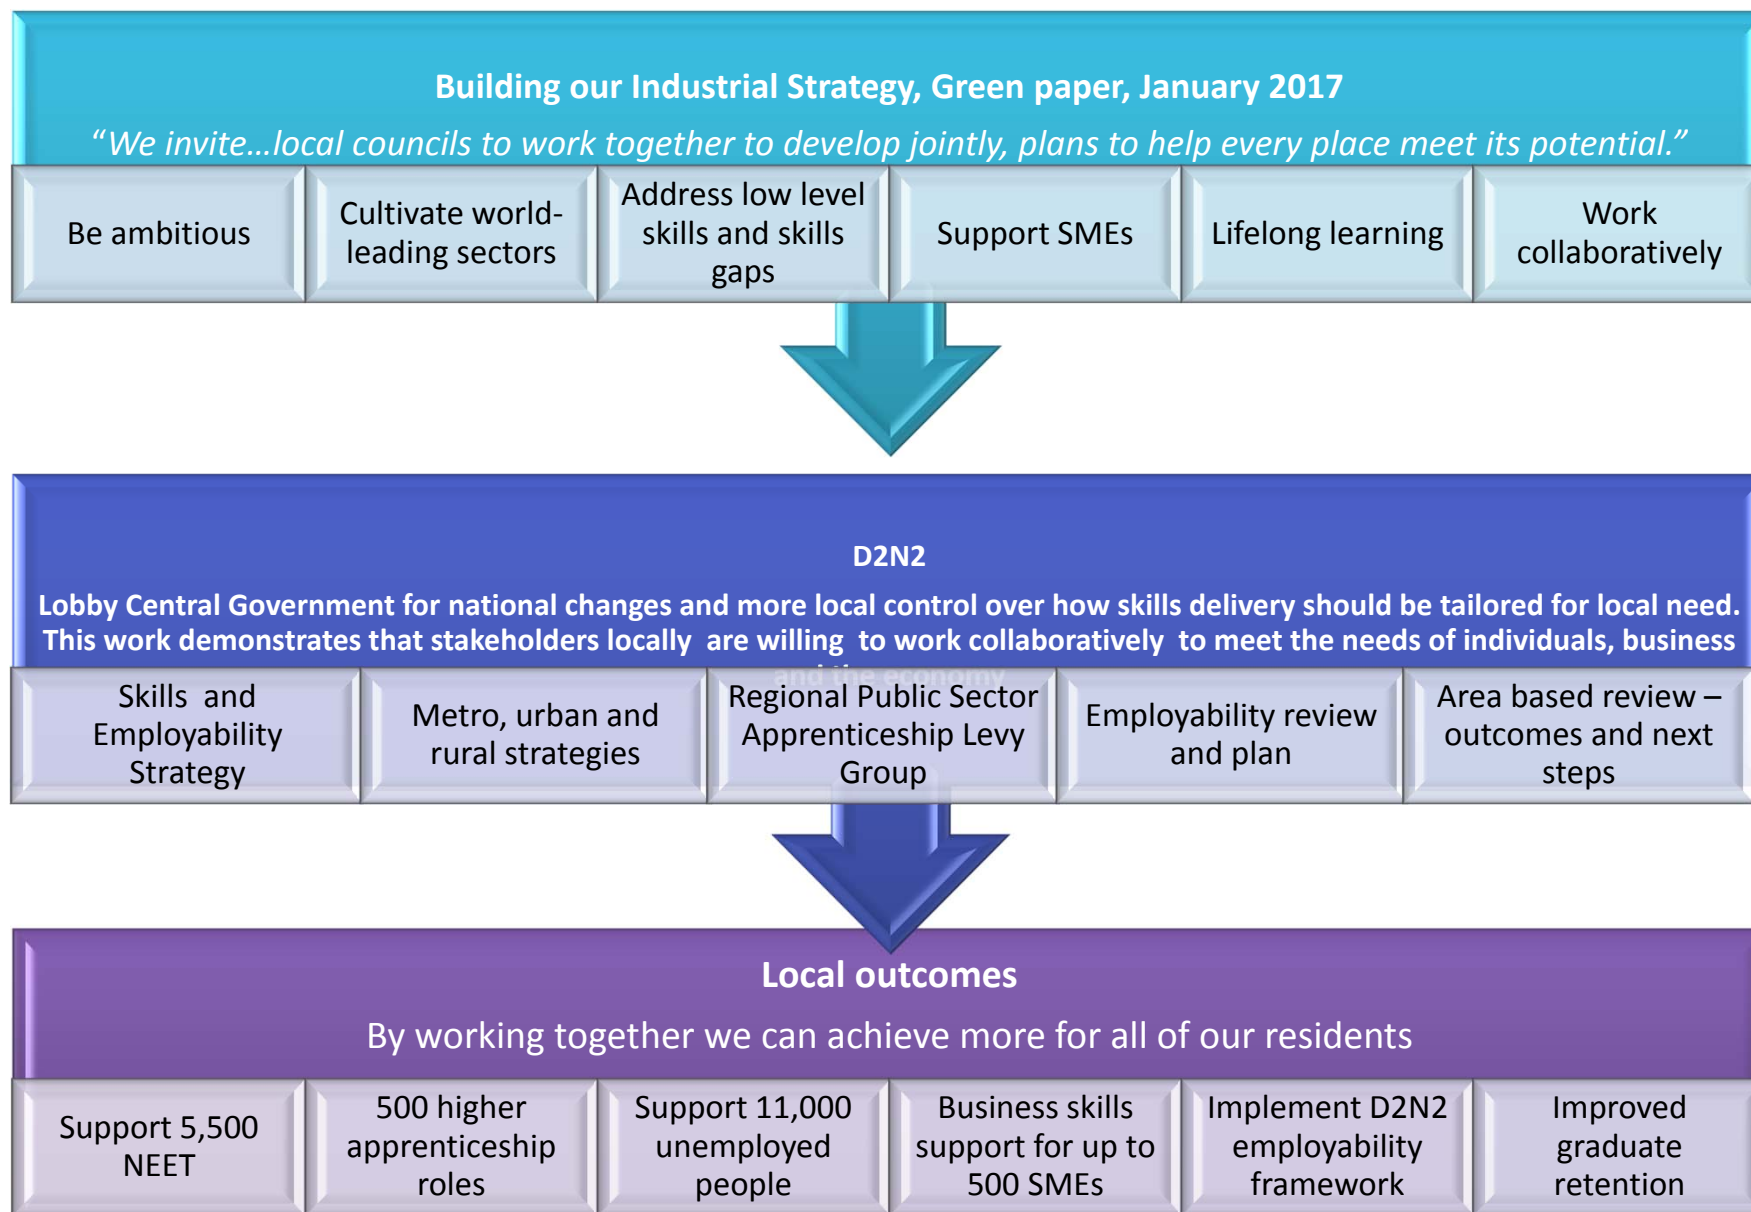 Building our Industrial Strategy, Green paper, January 2017
“We invite…local councils to work together to develop jointly, plans to help every place meet its potential.”
Be ambitious
Cultivate world-
leading sectors
Address low level
skills and skills
gaps
Support SMEs
Lifelong learning
Work
collaboratively
D2N2
Lobby Central Government for national changes and more local control over how skills delivery should be tailored for local need.
This work demonstrates that stakeholders locally are willing to work collaboratively to meet the needs of individuals, business
and the economy
Skills and
Employability
Strategy
Metro, urban and
rural strategies
Regional Public Sector
Apprenticeship Levy
Group
Employability review
and plan
Area based review –
outcomes and next
steps
Local outcomes
By working together we can achieve more for all of our residents
Support 5,500
NEET
500 higher
apprenticeship
roles
Support 11,000
unemployed
people
Business skills
support for up to
500 SMEs
Implement D2N2
employability
framework
Improved
graduate
retention